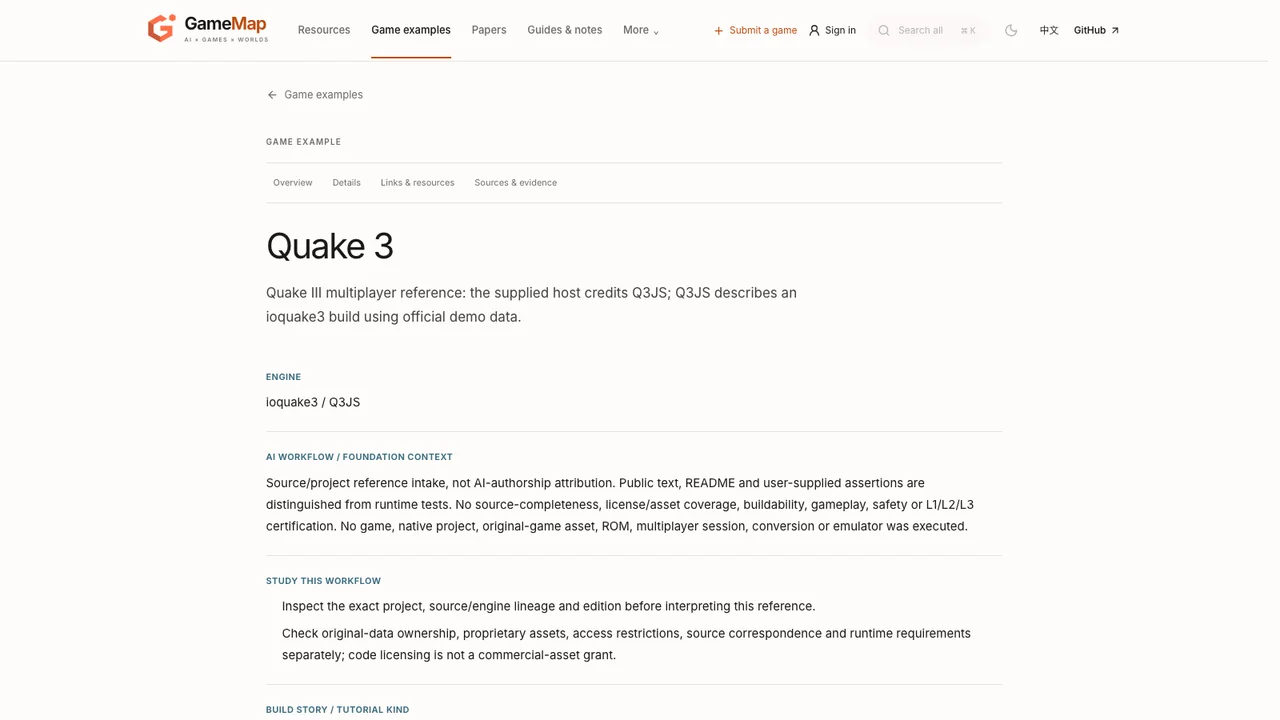 GameMap
AI × GAMES × WORLDS
Resources
Game examples
Papers
Guides & notes
More
+ Submit a game
Sign in
Search all
⌘ K
中文
GitHub ↗
← Game examples
GAME EXAMPLE
Overview
Details
Links & resources
Sources & evidence
Quake 3
Quake III multiplayer reference: the supplied host credits Q3JS; Q3JS describes an
ioquake3 build using official demo data.
ENGINE
ioquake3 / Q3JS
AI WORKFLOW / FOUNDATION CONTEXT
Source/project reference intake, not AI-authorship attribution. Public text, README and user-supplied assertions are
distinguished from runtime tests. No source-completeness, license/asset coverage, buildability, gameplay, safety or L1/L2/L3
certification. No game, native project, original-game asset, ROM, multiplayer session, conversion or emulator was executed.
STUDY THIS WORKFLOW
Inspect the exact project, source/engine lineage and edition before interpreting this reference.
Check original-data ownership, proprietary assets, access restrictions, source correspondence and runtime requirements
separately; code licensing is not a commercial-asset grant.
BUILD STORY / TUTORIAL KIND